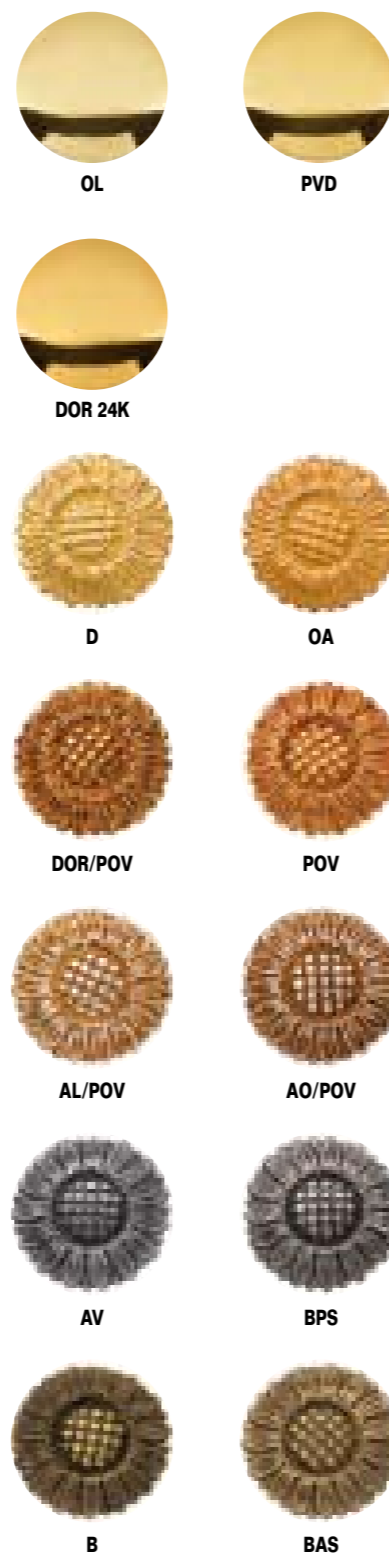 OL PVD
DOR 24K
D OA
DOR/POV POV
AL/POV AO/POV
AV BPS
B BAS